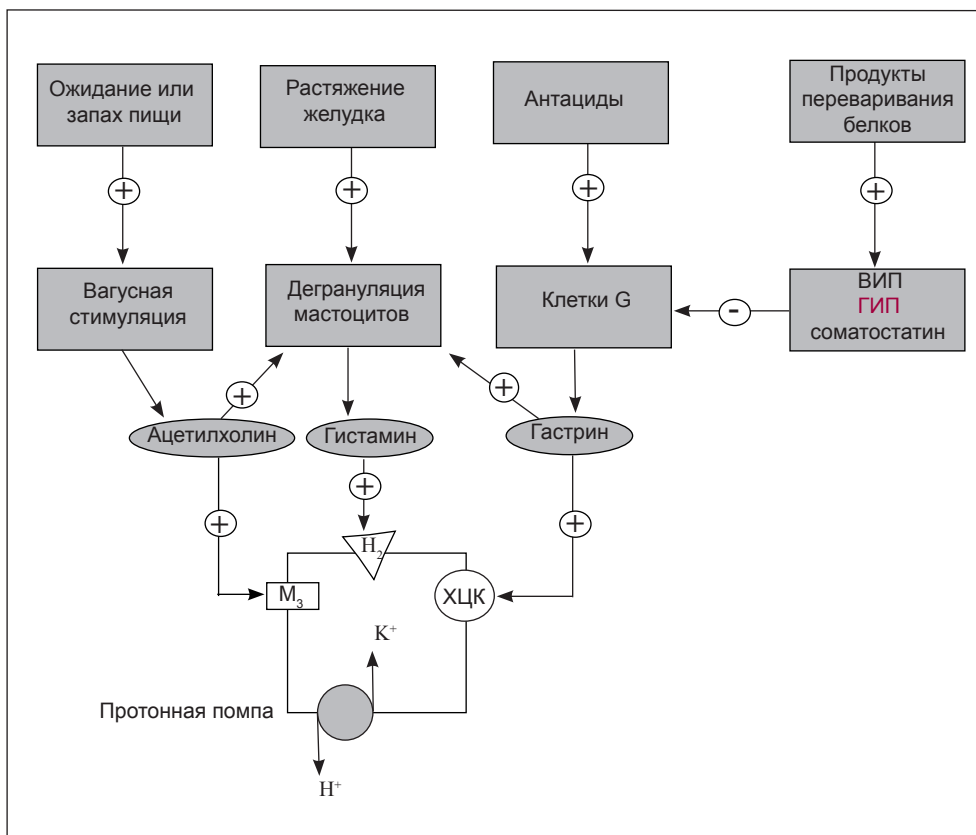 Ожидание или
запах пищи
Растяжение
желудка
Антациды
Продукты
переваривания
белков
+
+
+
+
Вагусная
стимуляция
Дегрануляция
мастоцитов
Клетки G
-
ВИП
ГИП
соматостатин
+
+
Ацетилхолин
Гистамин
Гастрин
+
+
+
H₂
M₃
ХЦК
K⁺
Протонная помпа
H⁺